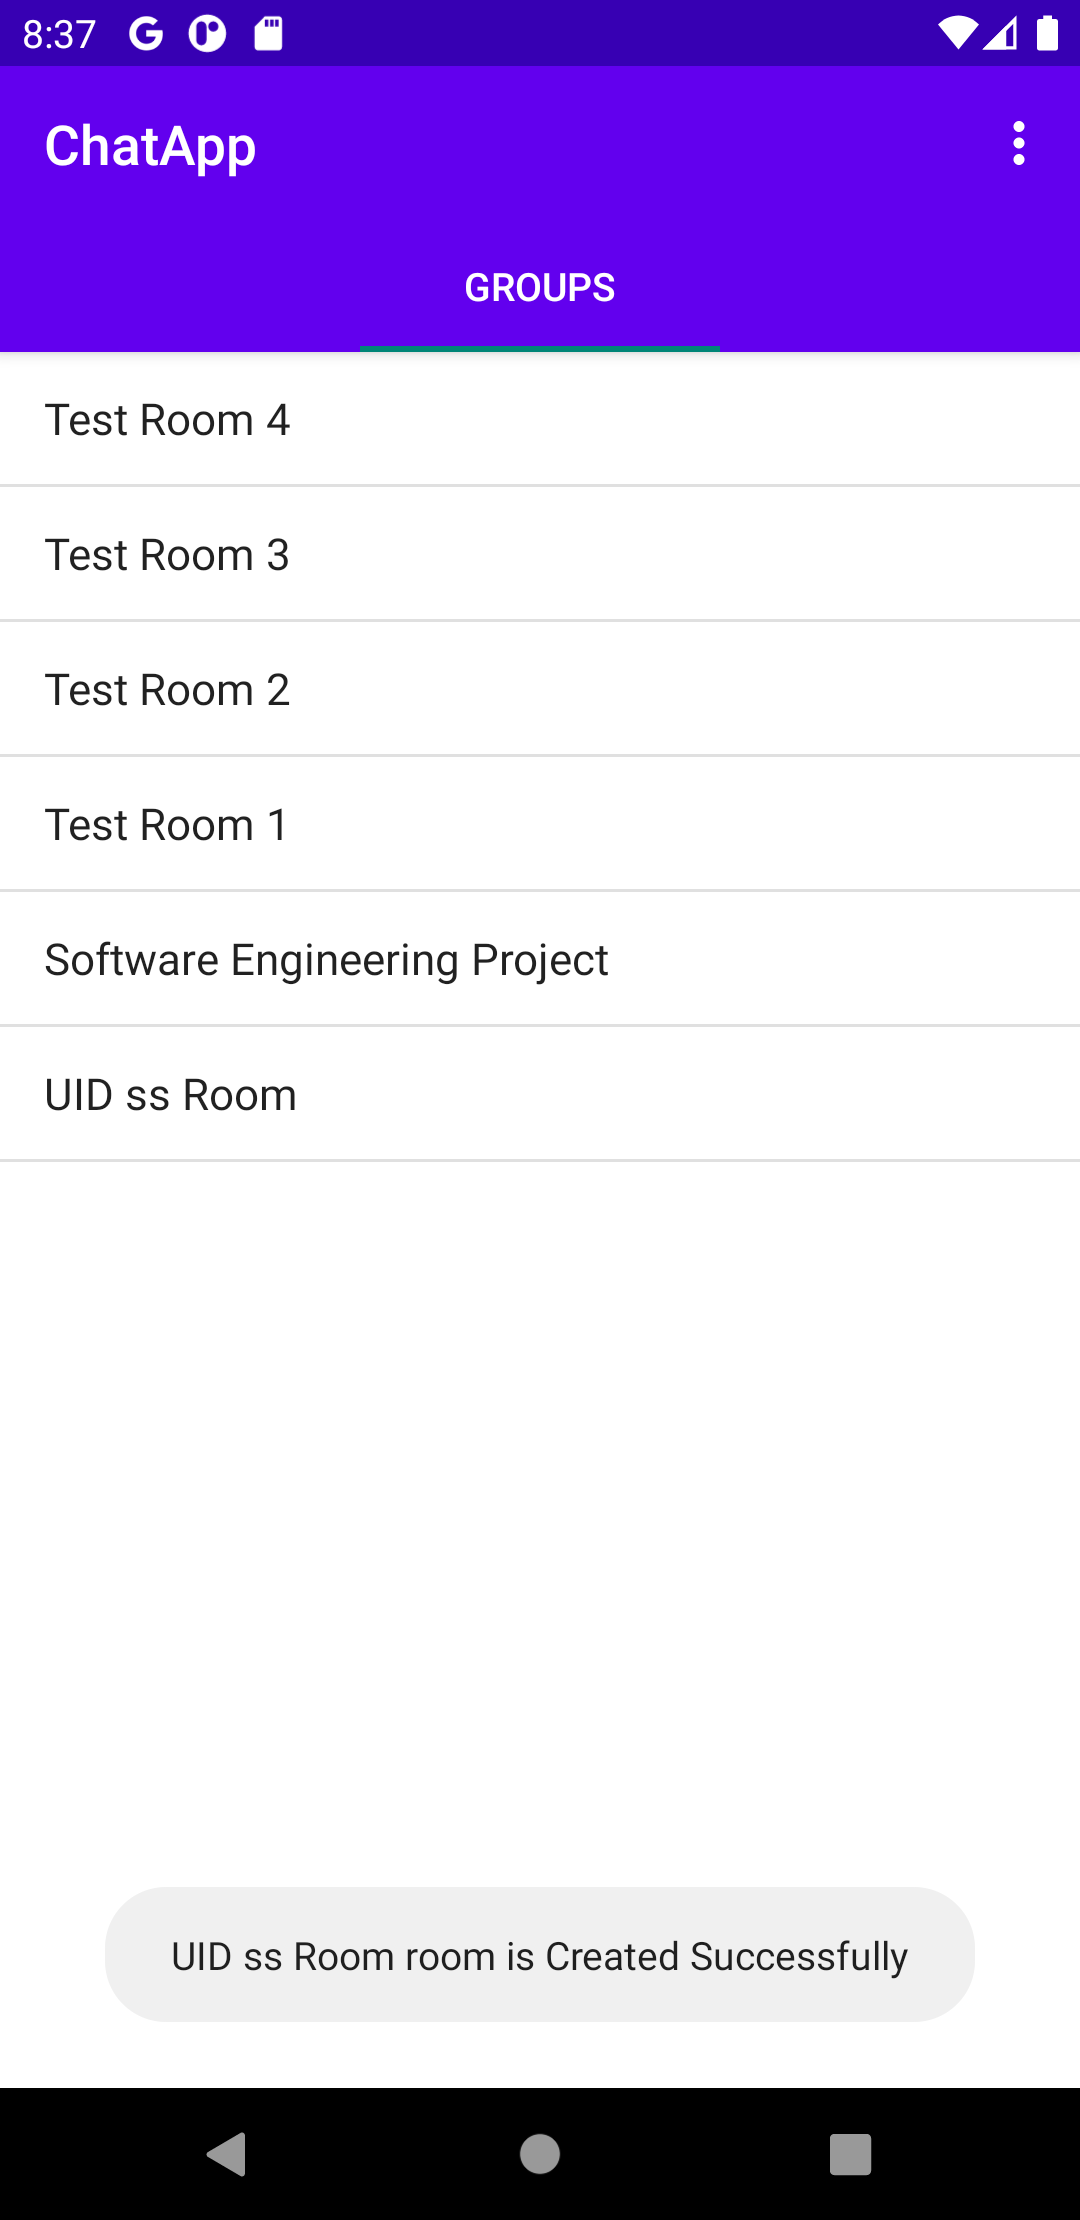 8:37
ChatApp
GROUPS
Test Room 4
Test Room 3
Test Room 2
Test Room 1
Software Engineering Project
UID ss Room
UID ss Room room is Created Successfully